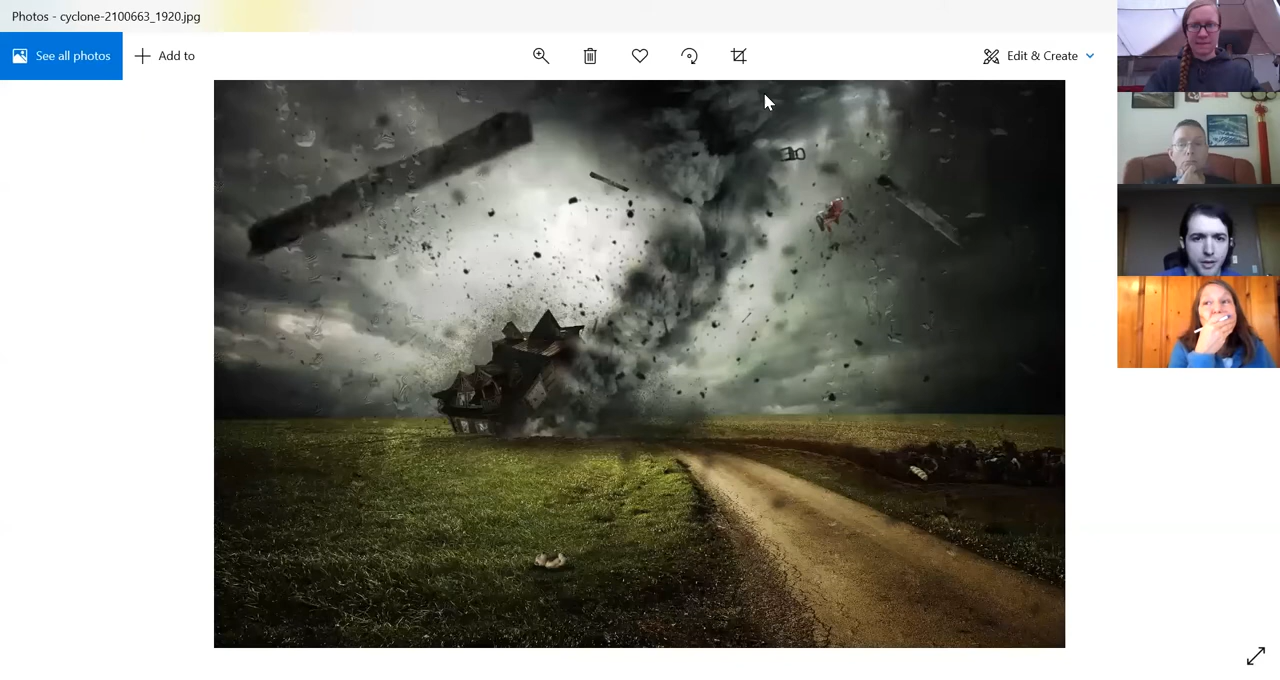 Photos - cyclone-2100663_1920.jpg
See all photos
Add to
Edit & Create